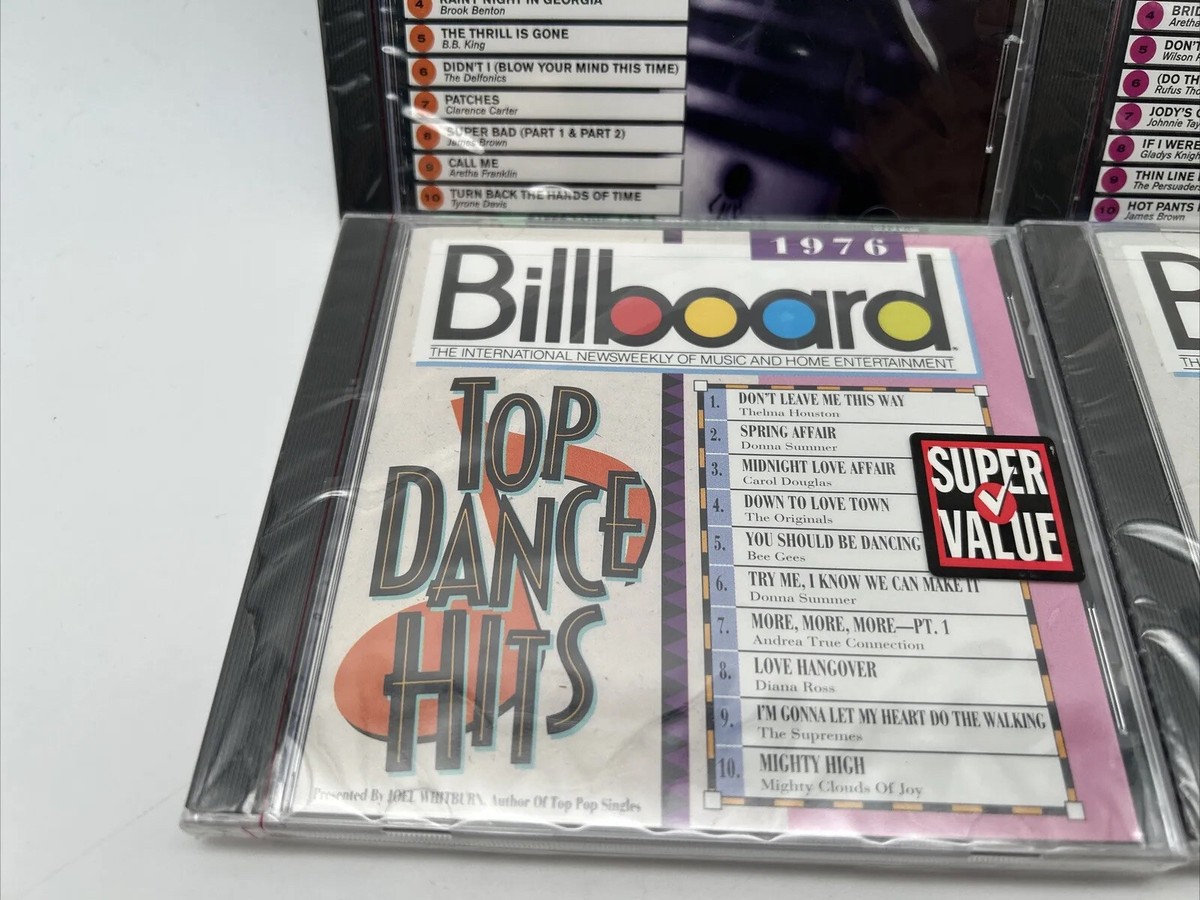 4 RAINY NIGHT IN GEORGIA
Brook Benton
5 THE THRILL IS GONE
B.B. King
6 DIDN'T I (BLOW YOUR MIND THIS TIME)
The Delfonics
7 PATCHES
Clarence Carter
8 SUPER BAD (PART 1 & PART 2)
James Brown
9 CALL ME
Aretha Franklin
10 TURN BACK THE HANDS OF TIME
Tyrone Davis
4 BRID
Aretha
5 DON'T
Wilson
6 (DO TH
Rufus Tho
7 JODY'S
Johnnie Tay
8 IF I WERE
Gladys Knigh
9 THIN LINE
The Persuade
10 HOT PANTS
James Brown
1976
Billboard
THE INTERNATIONAL NEWSWEEKLY OF MUSIC AND HOME ENTERTAINMENT
TOP
DANCE
HITS
Presented By JOEL WHITBURN, Author Of Top Pop Singles
1. DON'T LEAVE ME THIS WAY
Thelma Houston
2. SPRING AFFAIR
Donna Summer
3. MIDNIGHT LOVE AFFAIR
Carol Douglas
4. DOWN TO LOVE TOWN
The Originals
5. YOU SHOULD BE DANCING
Bee Gees
6. TRY ME, I KNOW WE CAN MAKE IT
Donna Summer
7. MORE, MORE, MORE—PT. 1
Andrea True Connection
8. LOVE HANGOVER
Diana Ross
9. I'M GONNA LET MY HEART DO THE WALKING
The Supremes
10. MIGHTY HIGH
Mighty Clouds Of Joy
SUPER
VALUE
B
TH